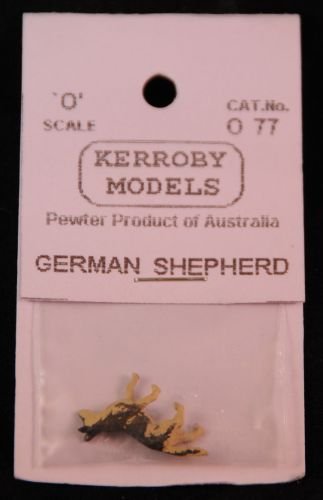 'O' CAT.No.
SCALE O 77
KERROBY
MODELS
Pewter Product of Australia
GERMAN SHEPHERD